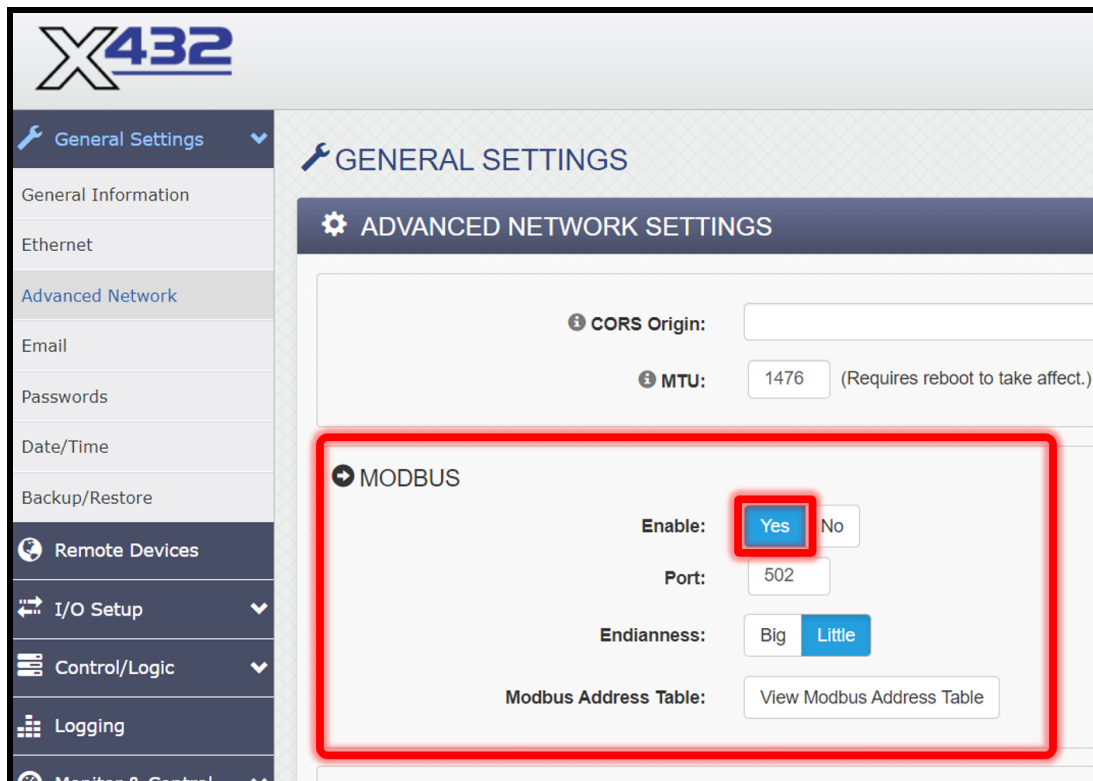 X432
General Settings
General Information
Ethernet
Advanced Network
Email
Passwords
Date/Time
Backup/Restore
Remote Devices
I/O Setup
Control/Logic
Logging
Monitor & Control
GENERAL SETTINGS
ADVANCED NETWORK SETTINGS
CORS Origin:
MTU: 1476 (Requires reboot to take affect.)
MODBUS
Enable: Yes No
Port: 502
Endianness: Big Little
Modbus Address Table: View Modbus Address Table